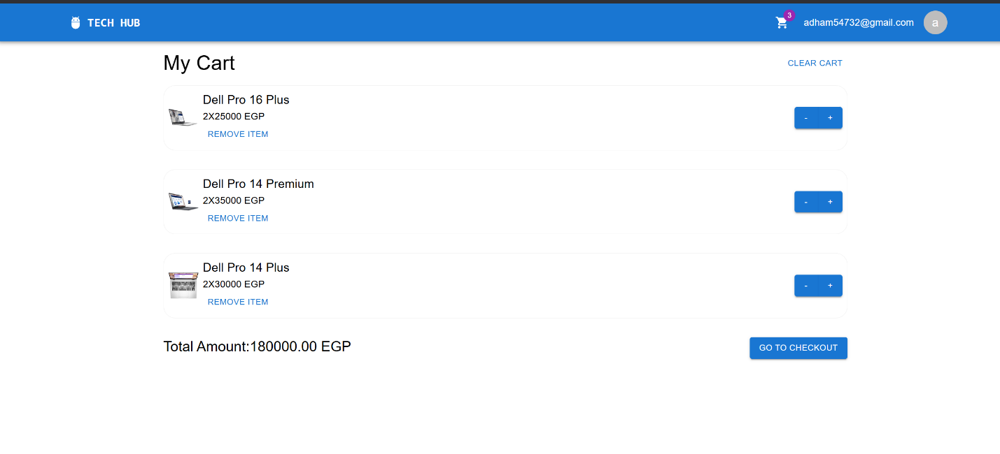 TECH HUB
3
adham54732@gmail.com
a
My Cart
CLEAR CART
Dell Pro 16 Plus
2X25000 EGP
REMOVE ITEM
- +
Dell Pro 14 Premium
2X35000 EGP
REMOVE ITEM
- +
Dell Pro 14 Plus
2X30000 EGP
REMOVE ITEM
- +
Total Amount:180000.00 EGP
GO TO CHECKOUT